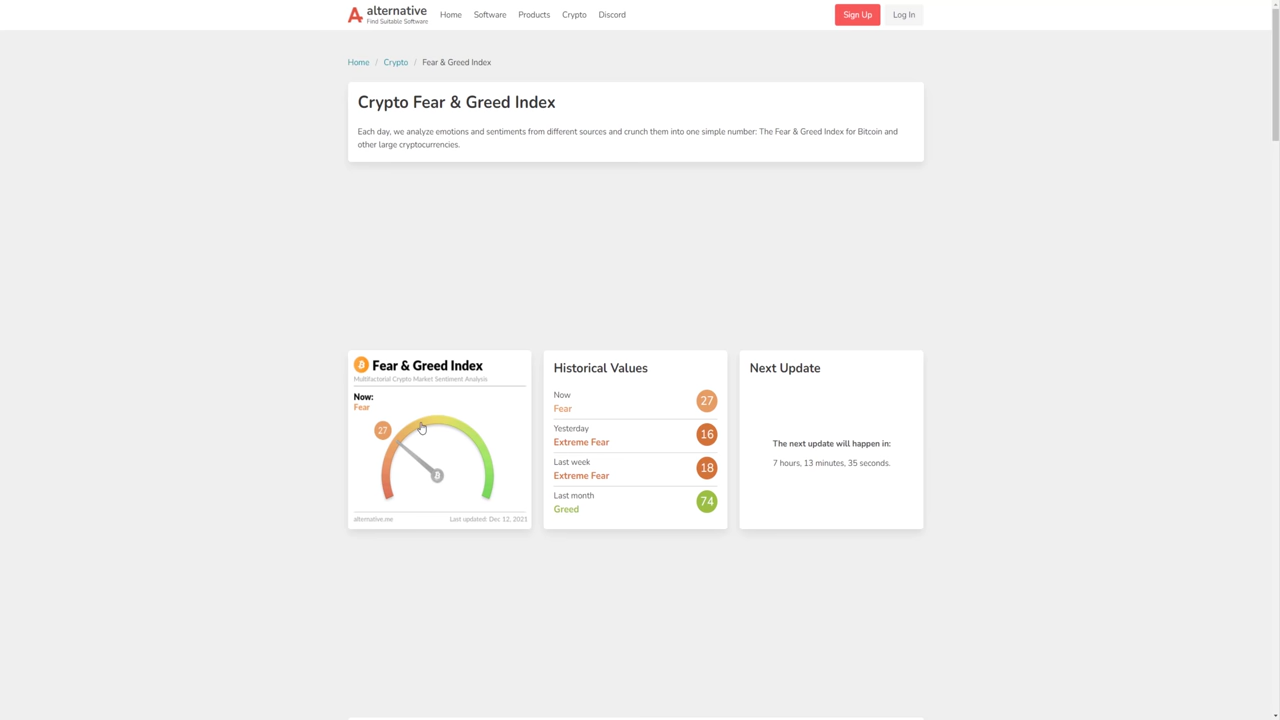 alternative
Find Suitable Software
Home
Software
Products
Crypto
Discord
Sign Up
Log In
Home / Crypto / Fear & Greed Index
Crypto Fear & Greed Index
Each day, we analyze emotions and sentiments from different sources and crunch them into one simple number: The Fear & Greed Index for Bitcoin and
other large cryptocurrencies.
Fear & Greed Index
Multifactorial Crypto Market Sentiment Analysis
Now:
Fear
27
alternative.me
Last updated: Dec 12, 2021
Historical Values
Now
Fear
27
Yesterday
Extreme Fear
16
Last week
Extreme Fear
18
Last month
Greed
74
Next Update
The next update will happen in:
7 hours, 13 minutes, 35 seconds.